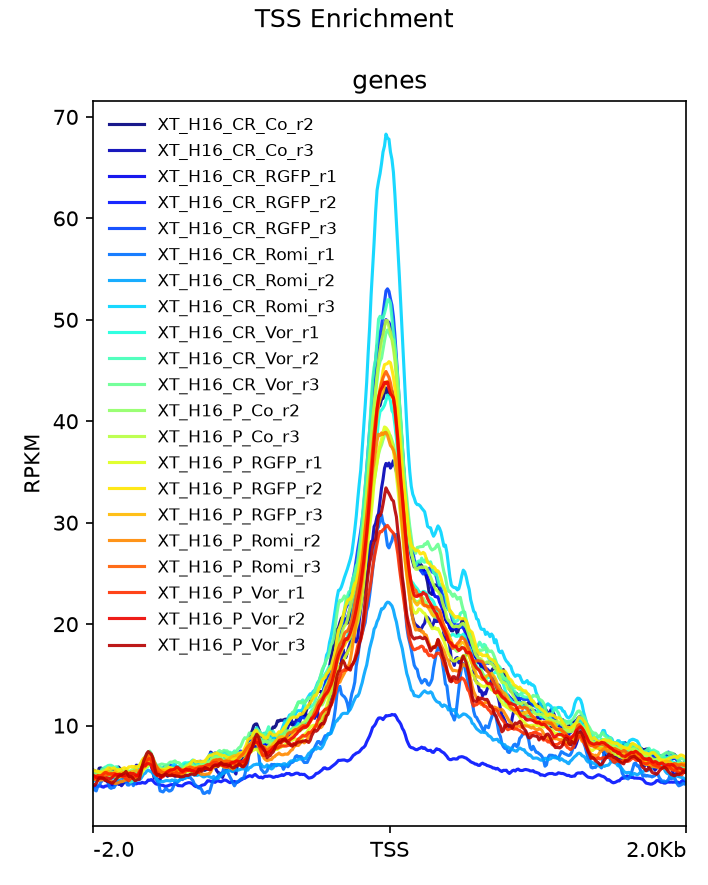 TSS Enrichment
genes
70
60
50
40
30
20
10
RPKM
XT_H16_CR_Co_r2
XT_H16_CR_Co_r3
XT_H16_CR_RGFP_r1
XT_H16_CR_RGFP_r2
XT_H16_CR_RGFP_r3
XT_H16_CR_Romi_r1
XT_H16_CR_Romi_r2
XT_H16_CR_Romi_r3
XT_H16_CR_Vor_r1
XT_H16_CR_Vor_r2
XT_H16_CR_Vor_r3
XT_H16_P_Co_r2
XT_H16_P_Co_r3
XT_H16_P_RGFP_r1
XT_H16_P_RGFP_r2
XT_H16_P_RGFP_r3
XT_H16_P_Romi_r2
XT_H16_P_Romi_r3
XT_H16_P_Vor_r1
XT_H16_P_Vor_r2
XT_H16_P_Vor_r3
-2.0 TSS 2.0Kb